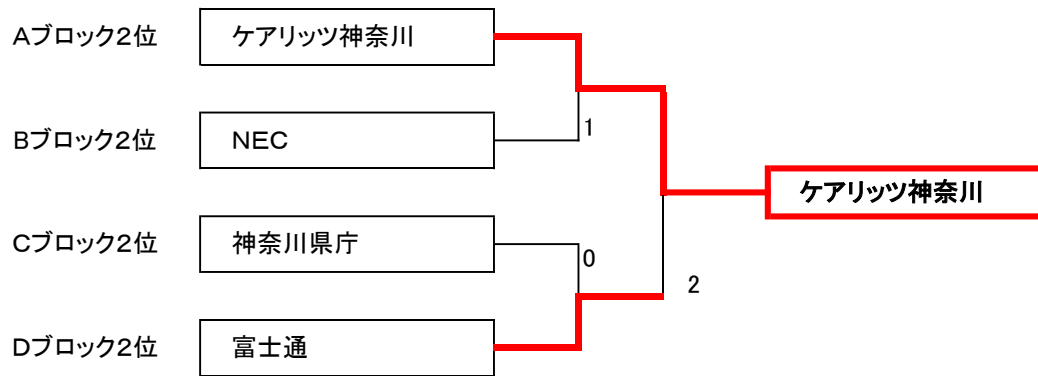 Aブロック2位 ケアリッツ神奈川
1
Bブロック2位 NEC
ケアリッツ神奈川
Cブロック2位 神奈川県庁
0
2
Dブロック2位 富士通